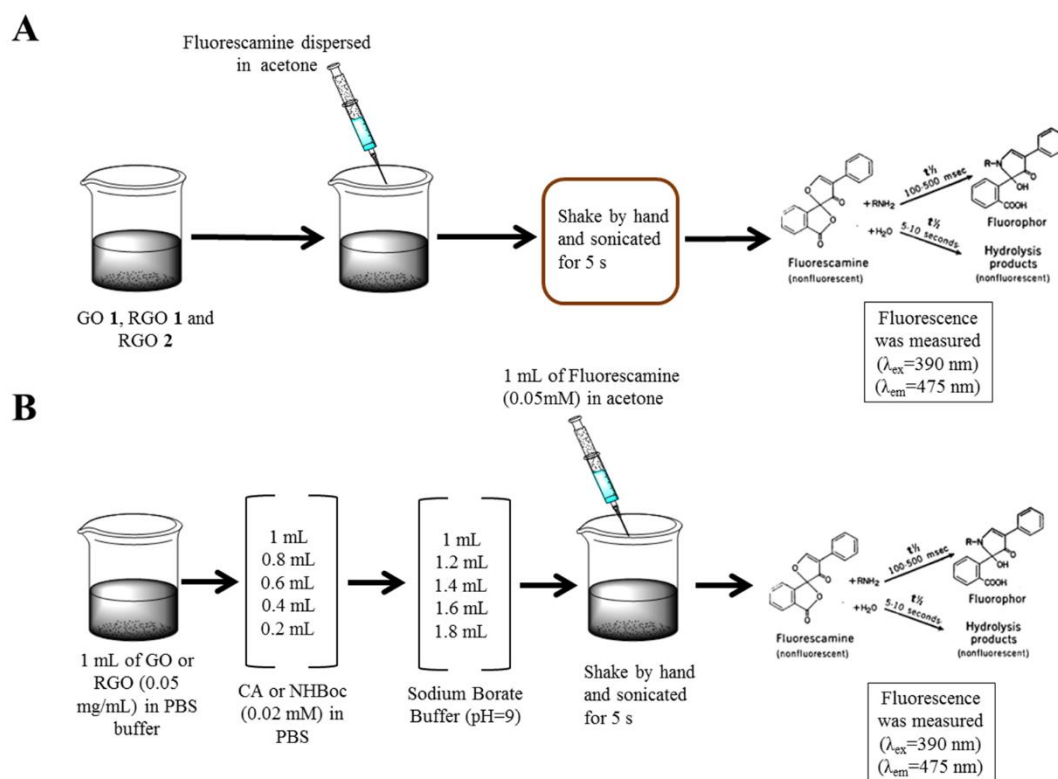 A
Fluorescamine dispersed
in acetone
GO 1, RGO 1 and
RGO 2
Shake by hand
and sonicated
for 5 s
Fluorescamine
(nonfluorescent)
+RNH2
+H2O
t½
100-500 msec
t½
5-10 seconds
R-N
O
O
O
O
OH
COOH
Fluorophor
Hydrolysis
products
(nonfluorescent)
Fluorescence
was measured
(λex=390 nm)
(λem=475 nm)
B
1 mL of Fluorescamine
(0.05mM) in acetone
1 mL of GO or
RGO (0.05
mg/mL) in PBS
buffer
1 mL
0.8 mL
0.6 mL
0.4 mL
0.2 mL
CA or NHBoc
(0.02 mM) in
PBS
1 mL
1.2 mL
1.4 mL
1.6 mL
1.8 mL
Sodium Borate
Buffer (pH=9)
Shake by hand
and sonicated
for 5 s
Fluorescamine
(nonfluorescent)
+RNH2
+H2O
t½
100-500 msec
t½
5-10 seconds
R-N
O
O
O
O
OH
COOH
Fluorophor
Hydrolysis
products
(nonfluorescent)
Fluorescence
was measured
(λex=390 nm)
(λem=475 nm)